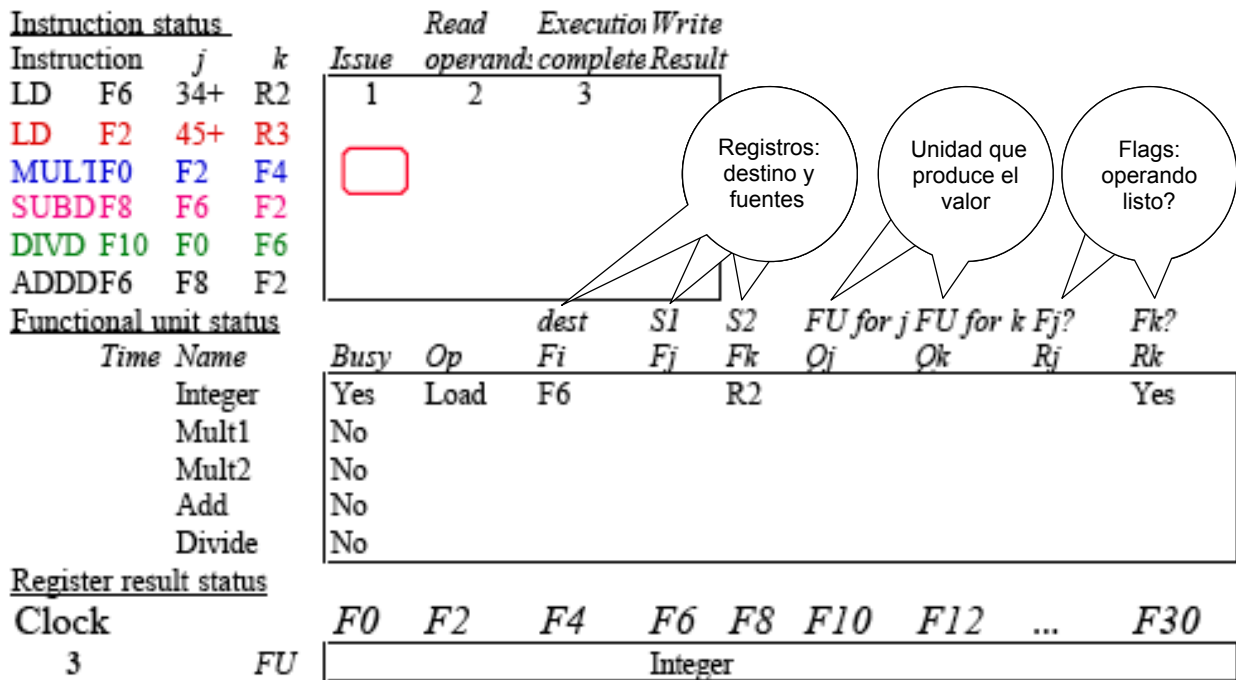 Instruction status Read Execution Write
Instruction j k Issue operands complete Result
LD F6 34+ R2 1 2 3
LD F2 45+ R3
MULTF0 F2 F4
SUBDF8 F6 F2
DIVD F10 F0 F6
ADDDF6 F8 F2
Registros:
destino y
fuentes
Unidad que
produce el
valor
Flags:
operando
listo?
Functional unit status dest S1 S2 FU for j FU for k Fj? Fk?
Time Name Busy Op Fi Fj Fk Qj Qk Rj Rk
Integer Yes Load F6 R2 Yes
Mult1 No
Mult2 No
Add No
Divide No
Register result status
Clock F0 F2 F4 F6 F8 F10 F12 ... F30
3 FU Integer